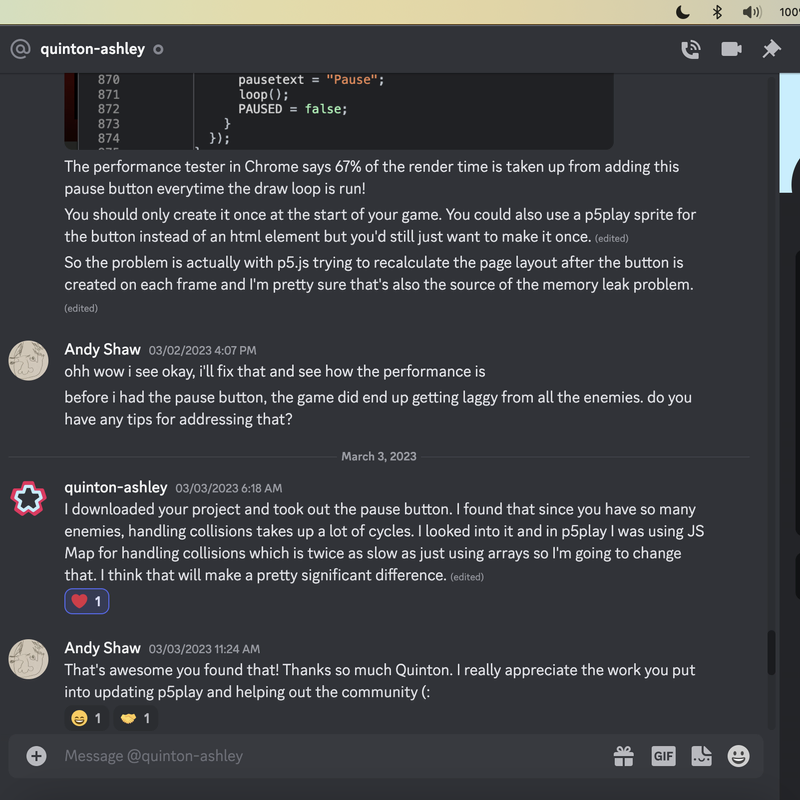 100%
quinton-ashley
870 pausetext = "Pause";
871 loop();
872 PAUSED = false;
873 }
874 });
The performance tester in Chrome says 67% of the render time is taken up from adding this
pause button everytime the draw loop is run!
You should only create it once at the start of your game. You could also use a p5play sprite for
the button instead of an html element but you'd still just want to make it once. (edited)
So the problem is actually with p5.js trying to recalculate the page layout after the button is
created on each frame and I'm pretty sure that's also the source of the memory leak problem.
(edited)
Andy Shaw 03/02/2023 4:07 PM
ohh wow i see okay, i'll fix that and see how the performance is
before i had the pause button, the game did end up getting laggy from all the enemies. do you
have any tips for addressing that?
March 3, 2023
quinton-ashley 03/03/2023 6:18 AM
I downloaded your project and took out the pause button. I found that since you have so many
enemies, handling collisions takes up a lot of cycles. I looked into it and in p5play I was using JS
Map for handling collisions which is twice as slow as just using arrays so I'm going to change
that. I think that will make a pretty significant difference. (edited)
1
Andy Shaw 03/03/2023 11:24 AM
That's awesome you found that! Thanks so much Quinton. I really appreciate the work you put
into updating p5play and helping out the community (:
1 1
Message @quinton-ashley
GIF